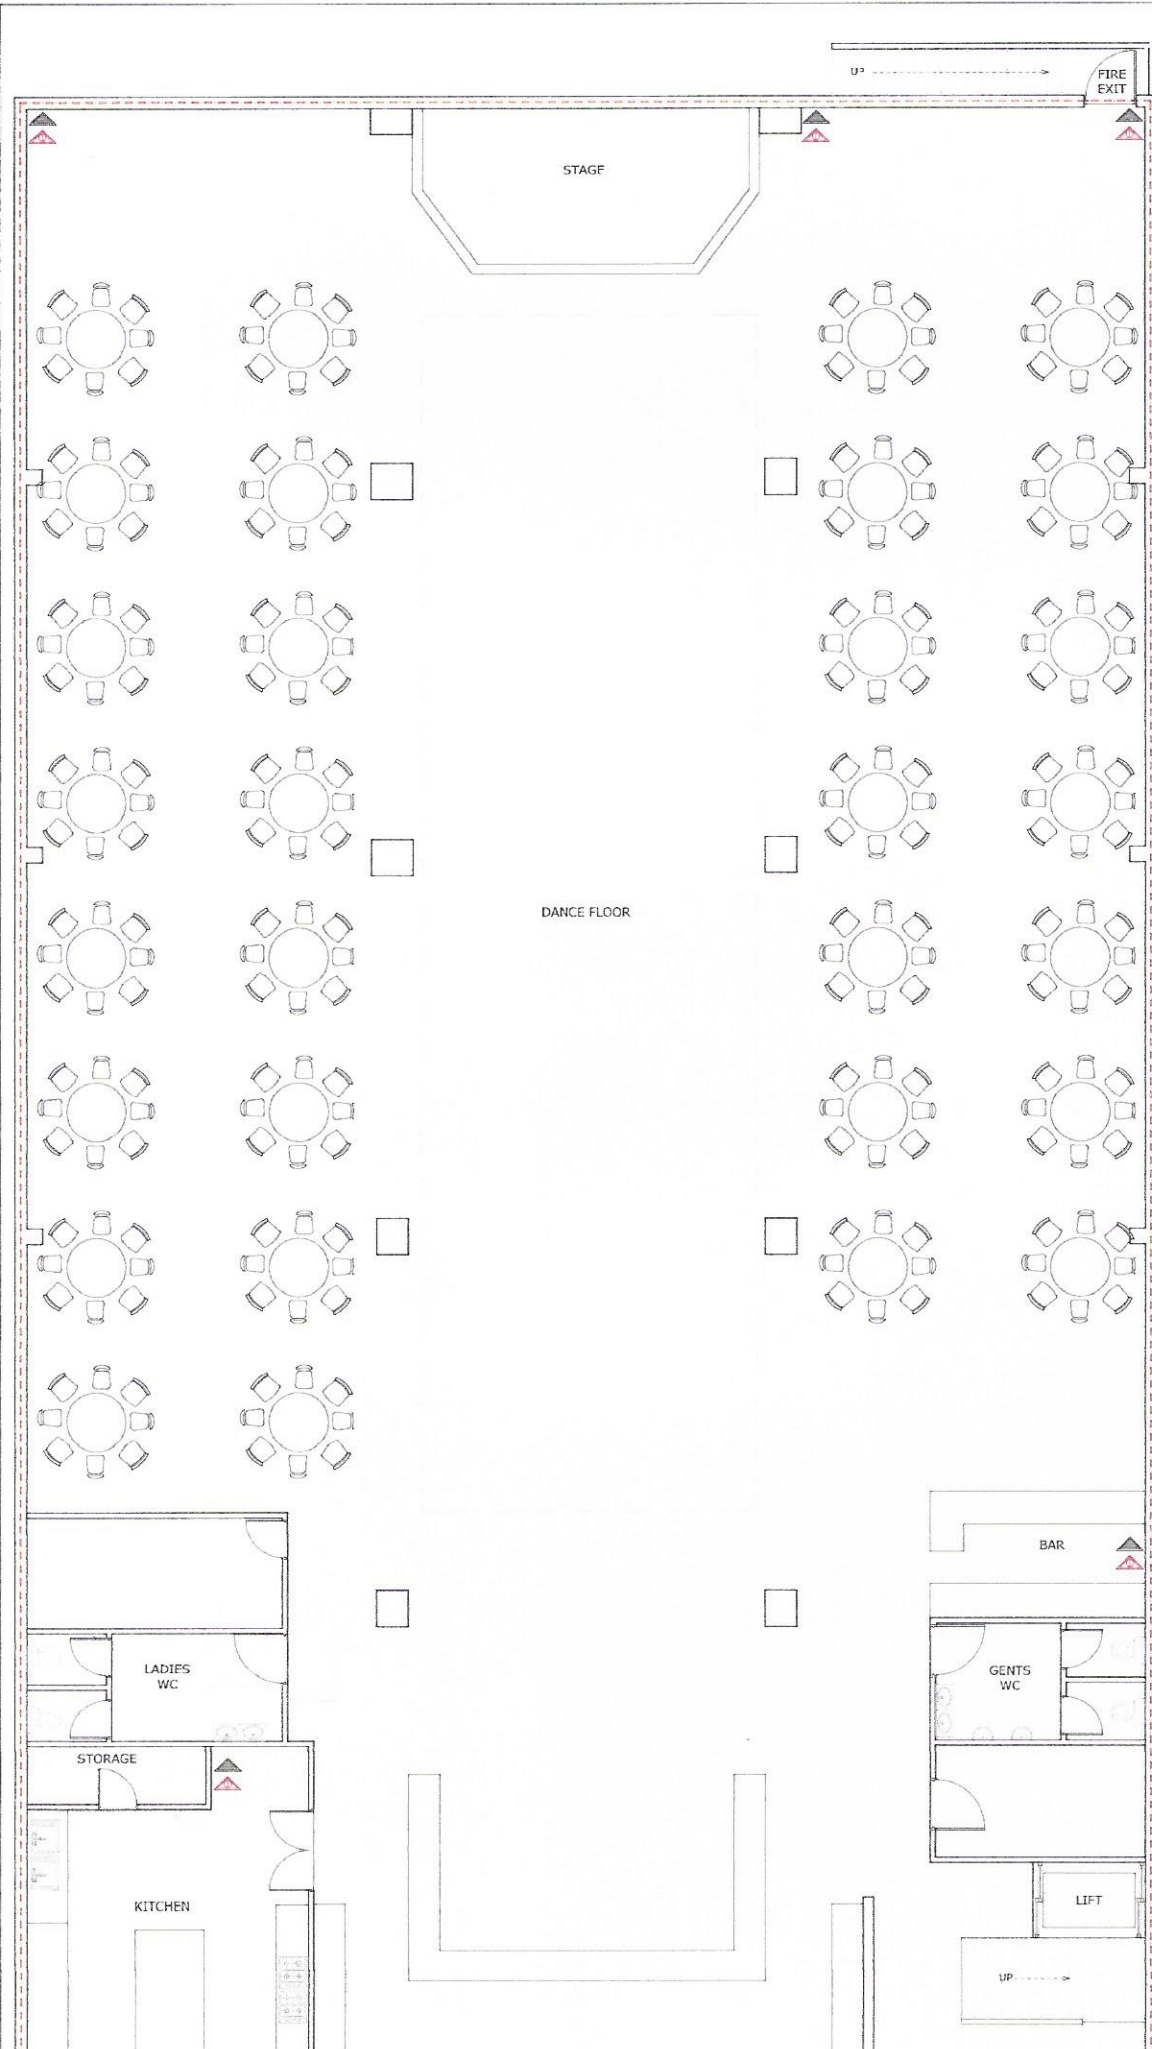 UP
FIRE
EXIT
STAGE
DANCE FLOOR
BAR
LADIES
WC
GENTS
WC
STORAGE
KITCHEN
LIFT
UP